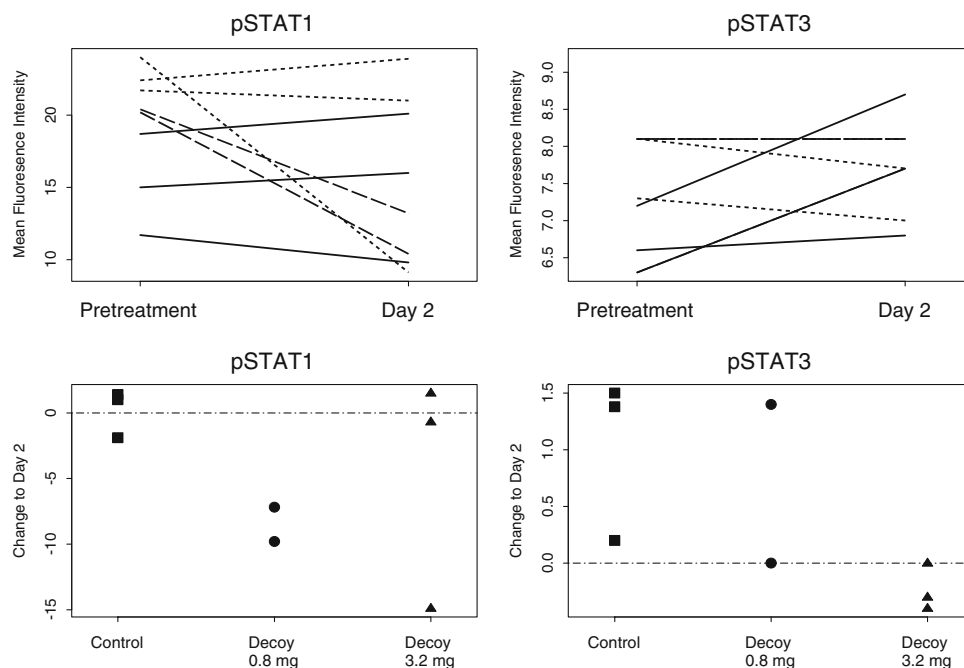 pSTAT1
Mean Fluoresence Intensity
20
15
10
Pretreatment
Day 2
pSTAT3
Mean Fluoresence Intensity
9.0
8.5
8.0
7.5
7.0
6.5
Pretreatment
Day 2
pSTAT1
Change to Day 2
0
-5
-10
-15
Control
Decoy
0.8 mg
Decoy
3.2 mg
pSTAT3
Change to Day 2
1.5
1.0
0.5
0.0
Control
Decoy
0.8 mg
Decoy
3.2 mg